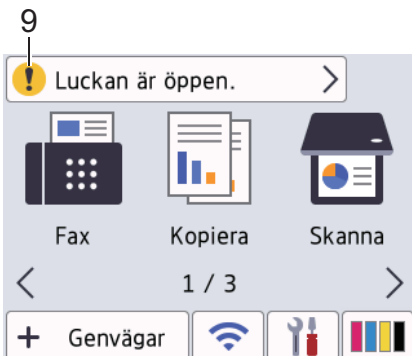 9
Luckan är öppen.
Fax Kopiera Skanna
1 / 3
+ Genvägar